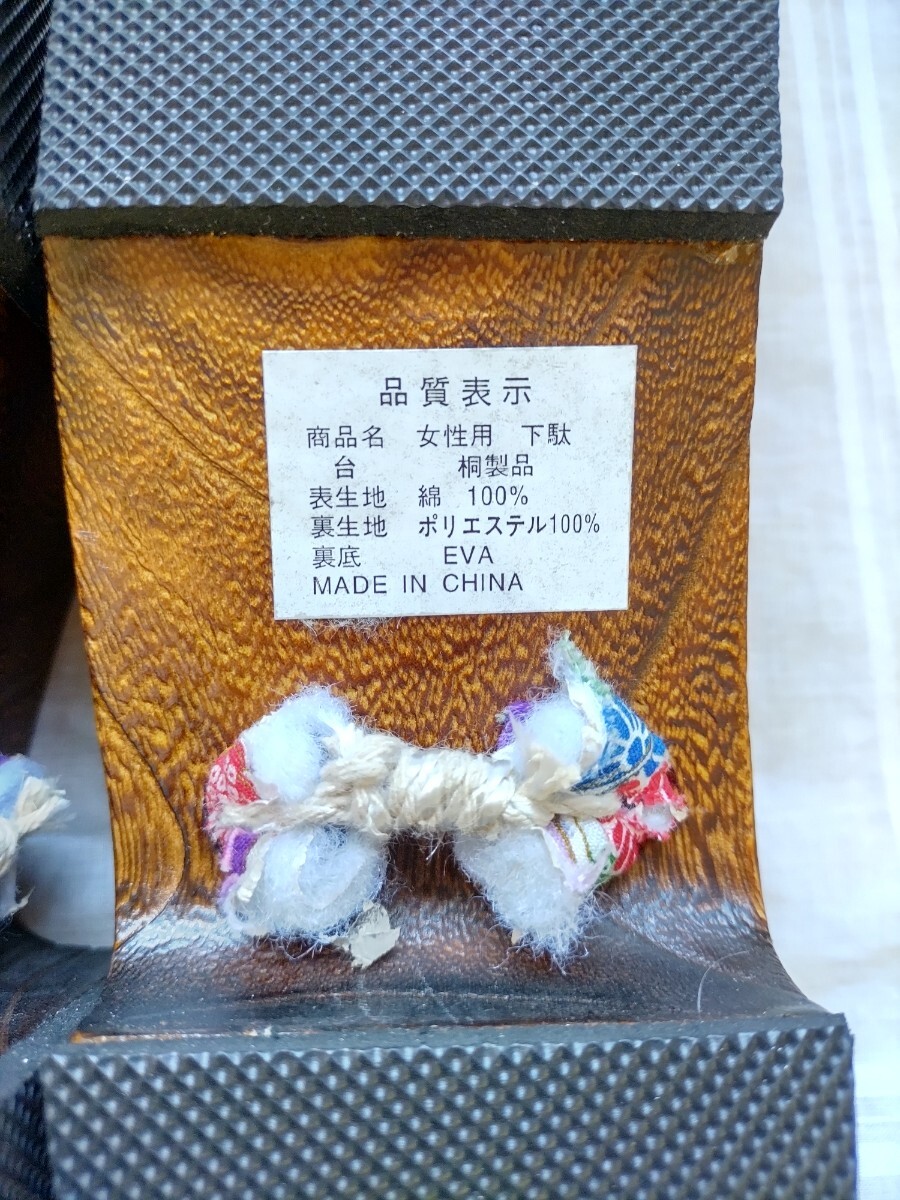 品質表示
商品名 女性用 下駄
台 桐製品
表生地 綿 100%
裏生地 ポリエステル100%
裏底 EVA
MADE IN CHINA